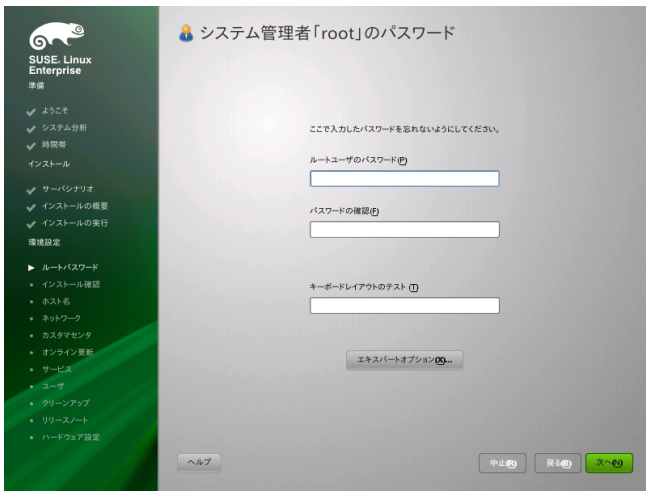 SUSE. Linux
Enterprise
準備
ようこそ
システム分析
時間帯
インストール
サーバシナリオ
インストールの概要
インストールの実行
環境設定
ルートパスワード
インストール確認
ホスト名
ネットワーク
カスタマセンタ
オンライン更新
サービス
ユーザ
クリーンアップ
リリースノート
ハードウェア設定
システム管理者「root」のパスワード
ここで入力したパスワードを忘れないようにしてください。
ルートユーザのパスワード(P)
パスワードの確認(F)
キーボードレイアウトのテスト (T)
エキスパートオプション(X)...
ヘルプ
中止(R)
戻る(B)
次へ(N)